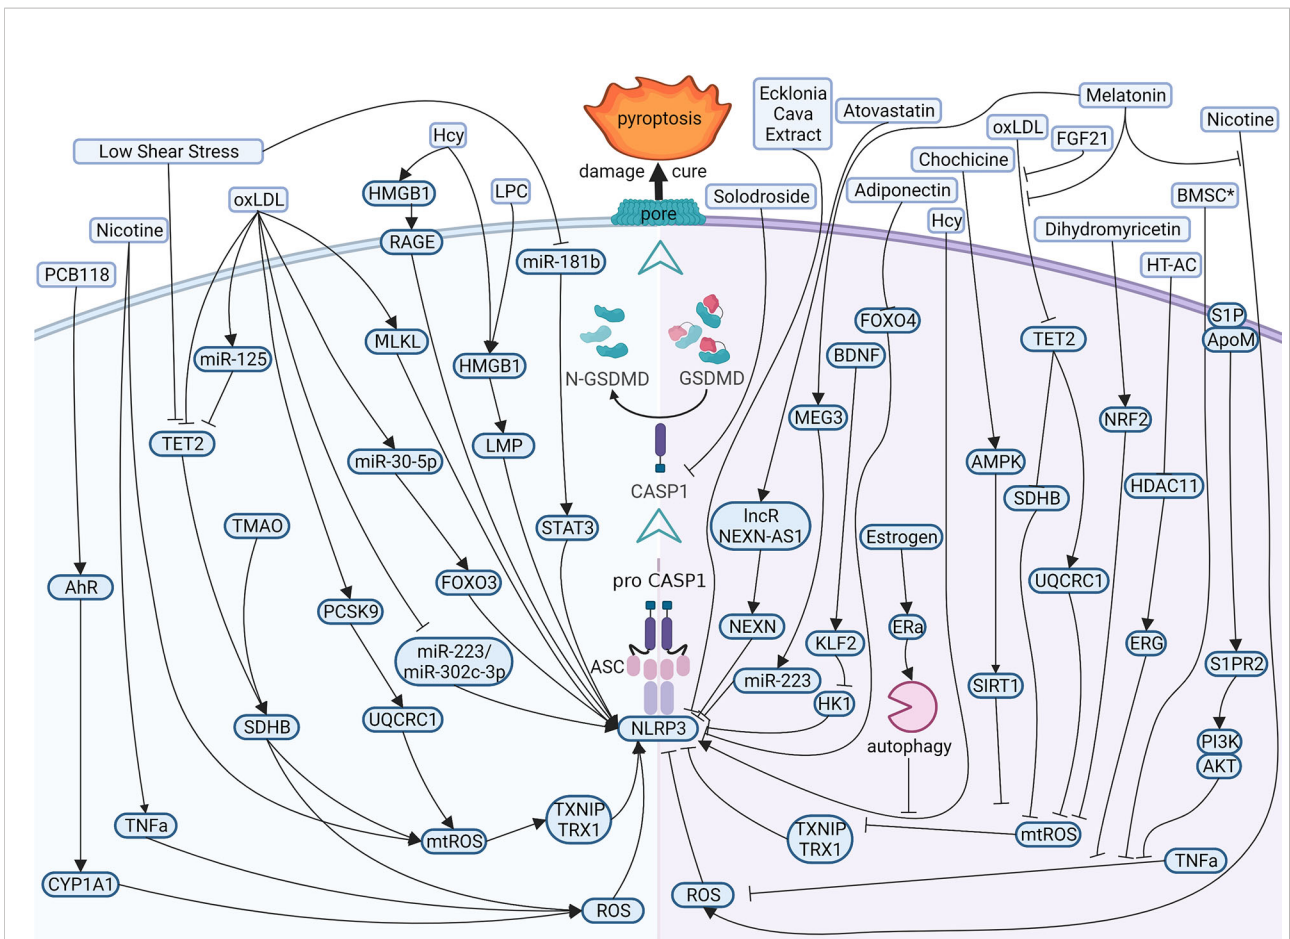 pyroptosis
damage
cure
pore
Low Shear Stress
Hcy
HMGB1
LPC
oxLDL
Nicotine
RAGE
miR-181b
PCB118
MLKL
miR-125
HMGB1
TET2
LMP
miR-30-5p
TMAO
STAT3
AhR
FOXO3
PCSK9
miR-223/
miR-302c-3p
SDHB
UQCRC1
TNFa
mtROS
TXNIP
TRX1
CYP1A1
ROS
N-GSDMD
GSDMD
CASP1
pro CASP1
ASC
NLRP3
Ecklonia
Cava
Extract
Atovastatin
Melatonin
oxLDL
FGF21
Nicotine
Chochicine
Solodroside
Adiponectin
BMSC*
Hcy
Dihydromyricetin
HT-AC
S1P
ApoM
FOXO4
TET2
BDNF
MEG3
NRF2
AMPK
HDAC11
SDHB
lncR
NEXN-AS1
Estrogen
UQCRC1
NEXN
ERa
KLF2
ERG
S1PR2
miR-223
SIRT1
HK1
autophagy
PI3K
AKT
TXNIP
TRX1
mtROS
TNFa
ROS